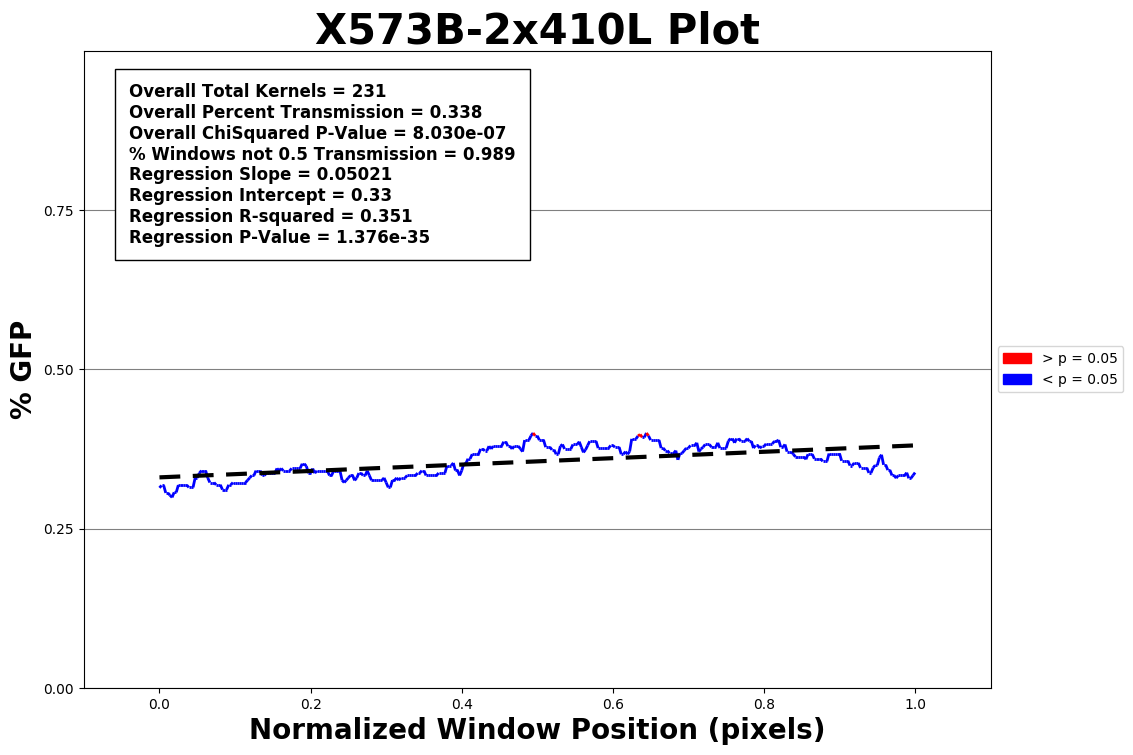 X573B-2x410L Plot
Overall Total Kernels = 231
Overall Percent Transmission = 0.338
Overall ChiSquared P-Value = 8.030e-07
% Windows not 0.5 Transmission = 0.989
Regression Slope = 0.05021
Regression Intercept = 0.33
Regression R-squared = 0.351
Regression P-Value = 1.376e-35
% GFP
0.75
0.50
0.25
0.00
> p = 0.05
< p = 0.05
0.0 0.2 0.4 0.6 0.8 1.0
Normalized Window Position (pixels)